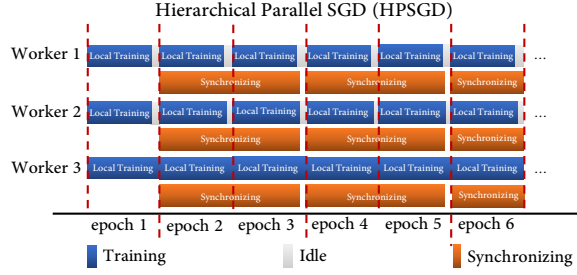 Hierarchical Parallel SGD (HPSGD)
Worker 1 Local Training Local Training Local Training Local Training Local Training Local Training ...
Synchronizing Synchronizing Synchronizing
Worker 2 Local Training Local Training Local Training Local Training Local Training Local Training ...
Synchronizing Synchronizing Synchronizing
Worker 3 Local Training Local Training Local Training Local Training Local Training Local Training ...
Synchronizing Synchronizing Synchronizing
epoch 1 epoch 2 epoch 3 epoch 4 epoch 5 epoch 6
Training Idle Synchronizing